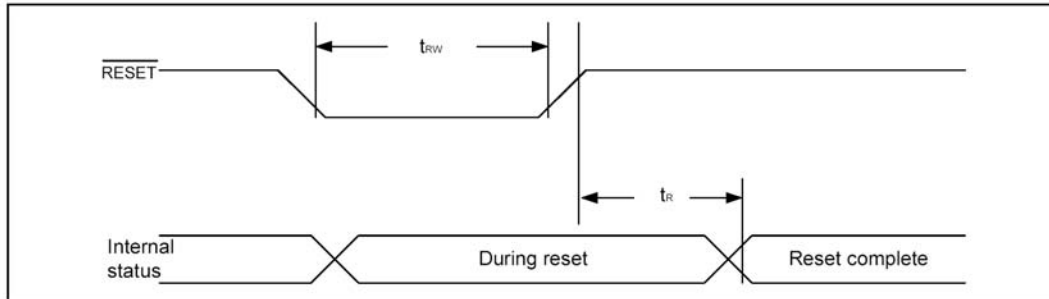 tRW
RESET
tR
Internal
status
During reset
Reset complete